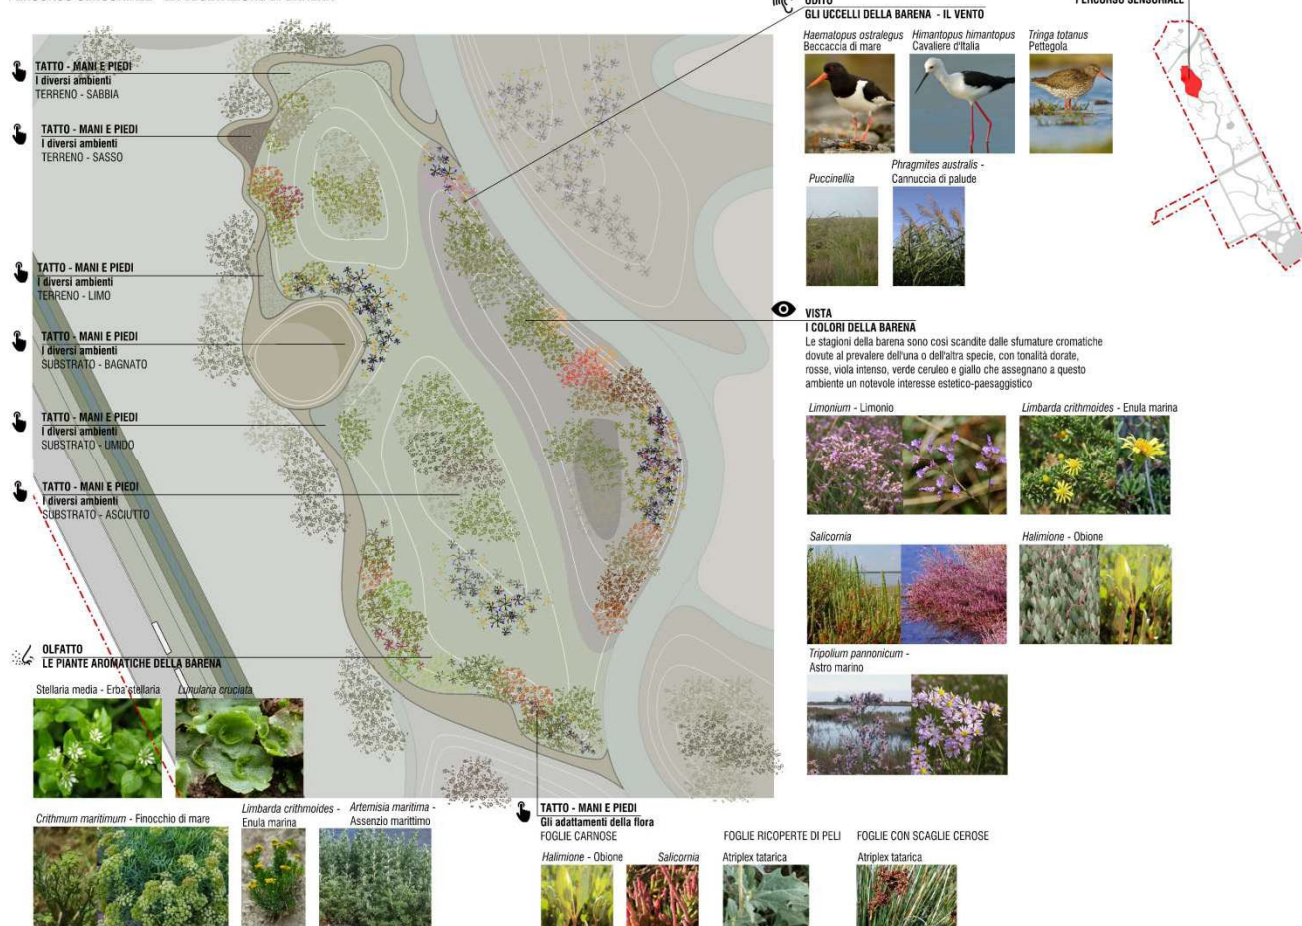 UDITO
GLI UCCELLI DELLA BARENA - IL VENTO
PERCORSO SENSORIALE
Haematopus ostralegus
Beccaccia di mare
Himantopus himantopus
Cavaliere d'Italia
Tringa totanus
Pettegola
Puccinellia
Phragmites australis -
Cannuccia di palude
TATTO - MANI E PIEDI
I diversi ambienti
TERRENO - SABBIA
TATTO - MANI E PIEDI
I diversi ambienti
TERRENO - SASSO
TATTO - MANI E PIEDI
I diversi ambienti
TERRENO - LIMO
TATTO - MANI E PIEDI
I diversi ambienti
SUBSTRATO - BAGNATO
TATTO - MANI E PIEDI
I diversi ambienti
SUBSTRATO - UMIDO
TATTO - MANI E PIEDI
I diversi ambienti
SUBSTRATO - ASCIUTTO
VISTA
I COLORI DELLA BARENA
Le stagioni della barena sono così scandite dalle sfumature cromatiche
dovute al prevalere dell'una o dell'altra specie, con tonalità dorate,
rosse, viola intenso, verde ceruleo e giallo che assegnano a questo
ambiente un notevole interesse estetico-paesaggistico
Limonium - Limonio
Limbarda crithmoides - Enula marina
Salicornia
Halimione - Obione
Tripolium pannonicum -
Astro marino
OLFATTO
LE PIANTE AROMATICHE DELLA BARENA
Stellaria media - Erba stellaria
Lunularia cruciata
Crithmum maritimum - Finocchio di mare
Limbarda crithmoides -
Enula marina
Artemisia maritima -
Assenzio marittimo
TATTO - MANI E PIEDI
Gli adattamenti della flora
FOGLIE CARNOSE
Halimione - Obione
Salicornia
FOGLIE RICOPERTE DI PELI
Atriplex tatarica
FOGLIE CON SCAGLIE CEROSE
Atriplex tatarica